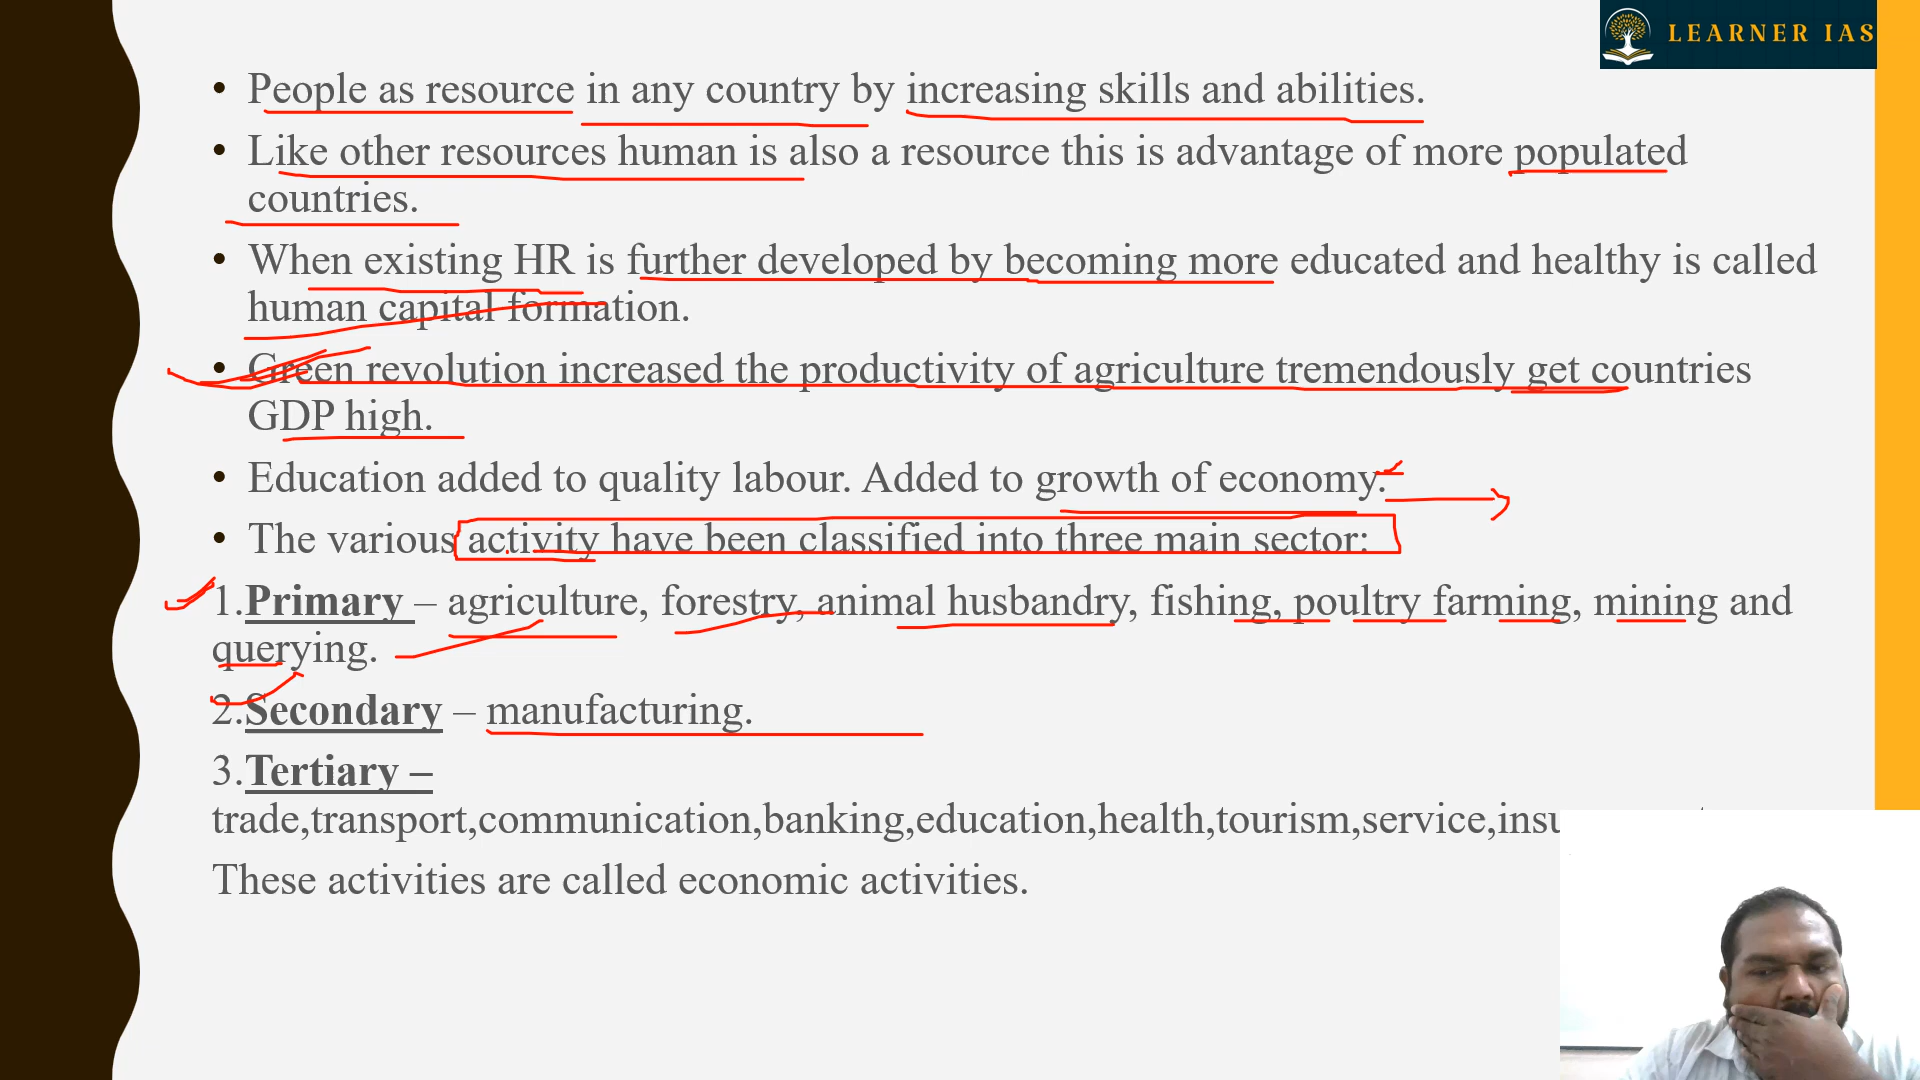 LEARNER IAS
• People as resource in any country by increasing skills and abilities.
• Like other resources human is also a resource this is advantage of more populated
countries.
• When existing HR is further developed by becoming more educated and healthy is called
human capital formation.
• Green revolution increased the productivity of agriculture tremendously get countries
GDP high.
• Education added to quality labour. Added to growth of economy.
• The various activity have been classified into three main sector:
1.Primary – agriculture, forestry, animal husbandry, fishing, poultry farming, mining and
querying.
2.Secondary – manufacturing.
3.Tertiary –
trade,transport,communication,banking,education,health,tourism,service,
These activities are called economic activities.